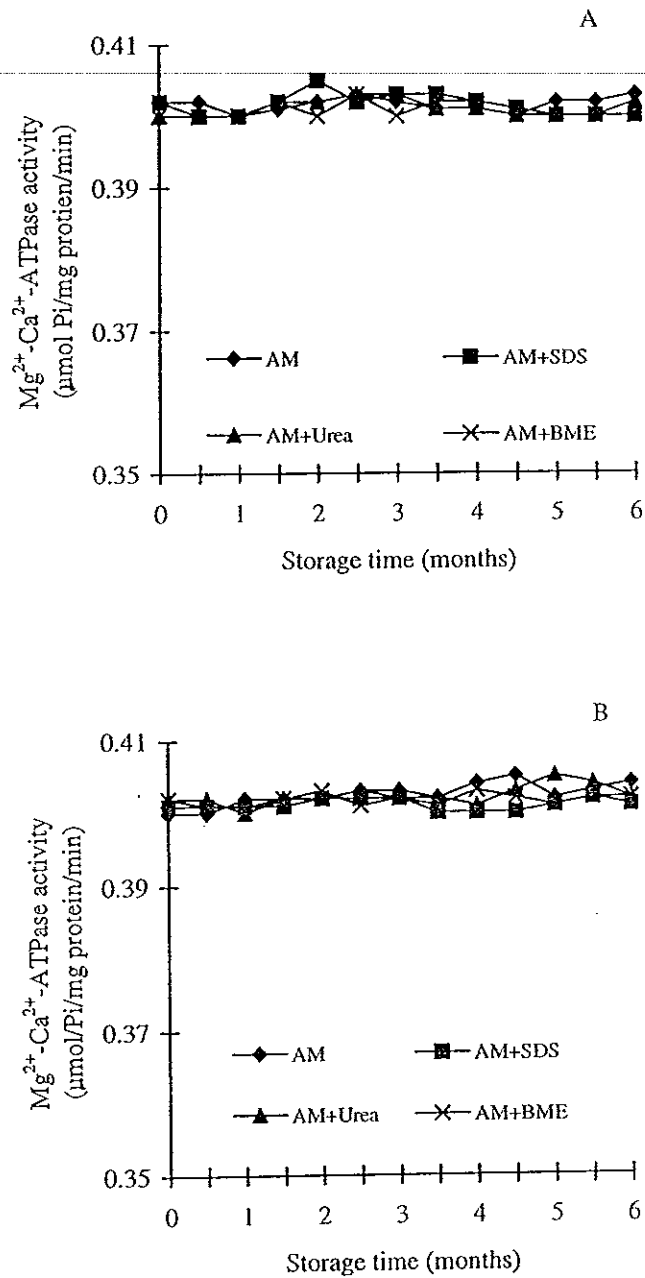 A
0.41
0.39
0.37
0.35
Mg²⁺-Ca²⁺-ATPase activity
(µmol Pi/mg protien/min)
AM
AM+SDS
AM+Urea
AM+BME
0 1 2 3 4 5 6
Storage time (months)
B
0.41
0.39
0.37
0.35
Mg²⁺-Ca²⁺-ATPase activity
(µmol/Pi/mg protein/min)
AM
AM+SDS
AM+Urea
AM+BME
0 1 2 3 4 5 6
Storage time (months)